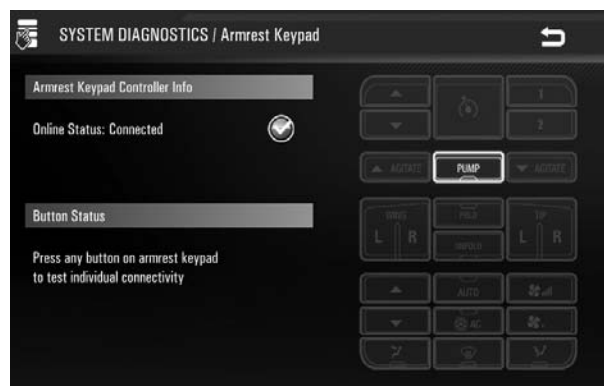 SYSTEM DIAGNOSTICS / Armrest Keypad
Armrest Keypad Controller Info
Online Status: Connected
1
2
AGITATE
PUMP
AGITATE
Button Status
Press any button on armrest keypad
to test individual connectivity
L R
FOLD
UNFOLD
TIP
L R
AUTO
AC